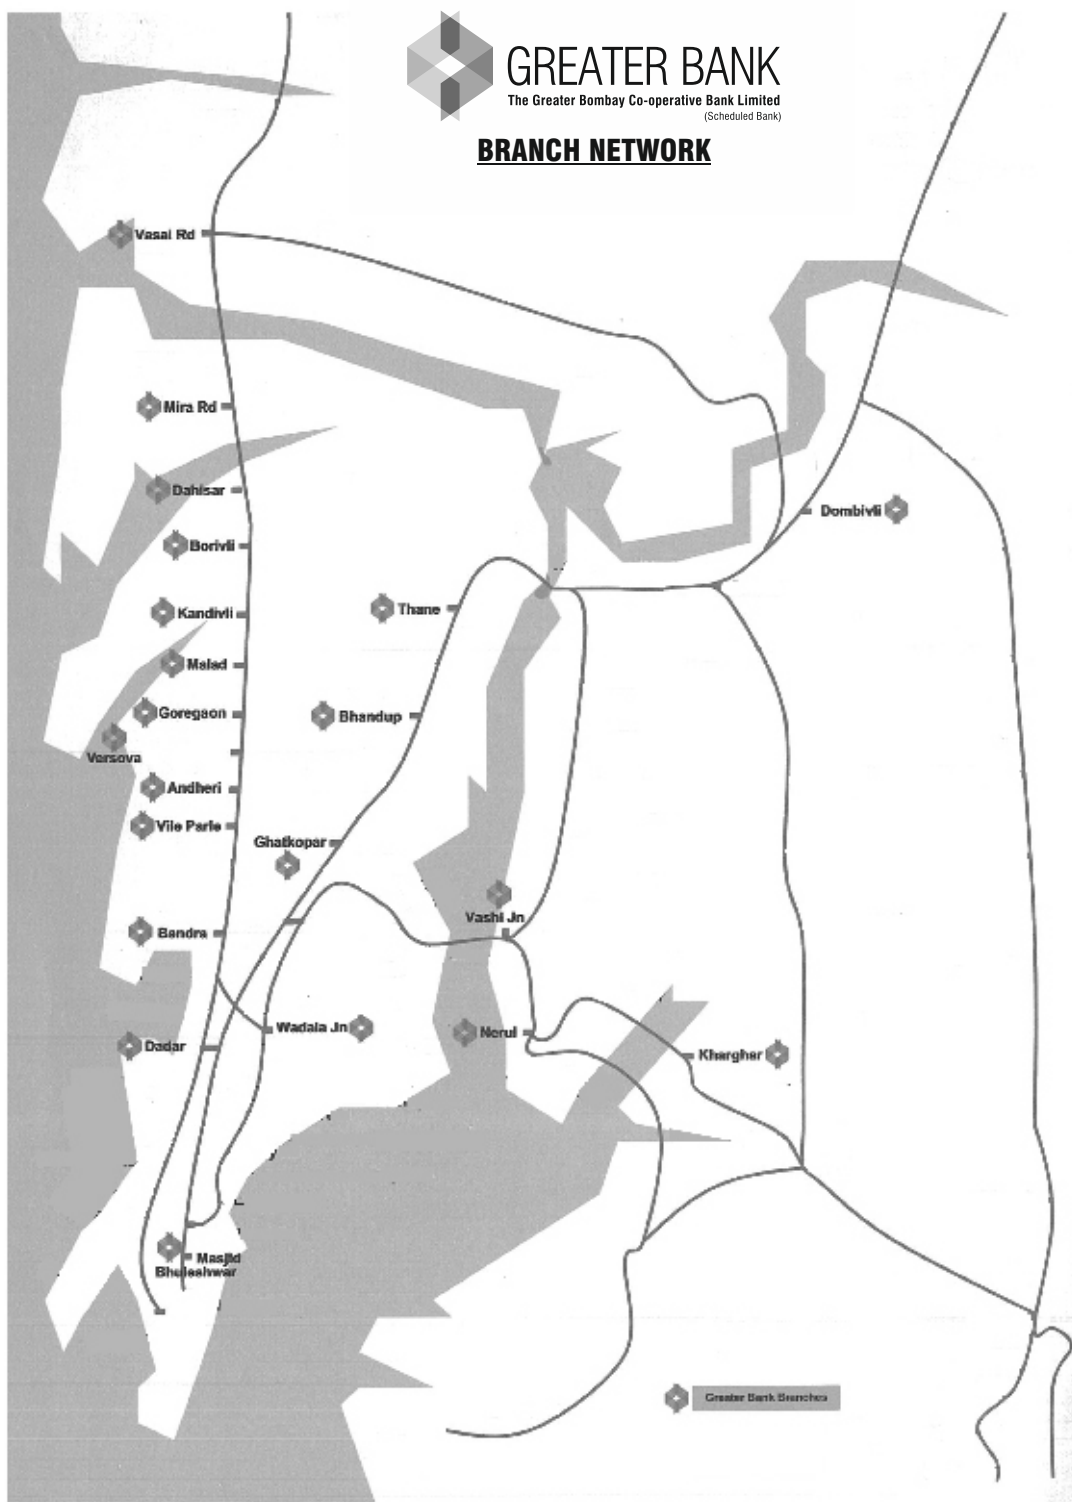 GREATER BANK
The Greater Bombay Co-operative Bank Limited
(Scheduled Bank)
BRANCH NETWORK
Vasai Rd
Mira Rd
Dahisar
Borivli
Dombivli
Kandivli
Thane
Malad
Goregaon
Bhandup
Versova
Andheri
Vile Parle
Ghatkopar
Vashi Jn
Bandra
Wadala Jn
Nerul
Dadar
Kharghar
Masjid
Bhuleshwar
Greater Bank Branches